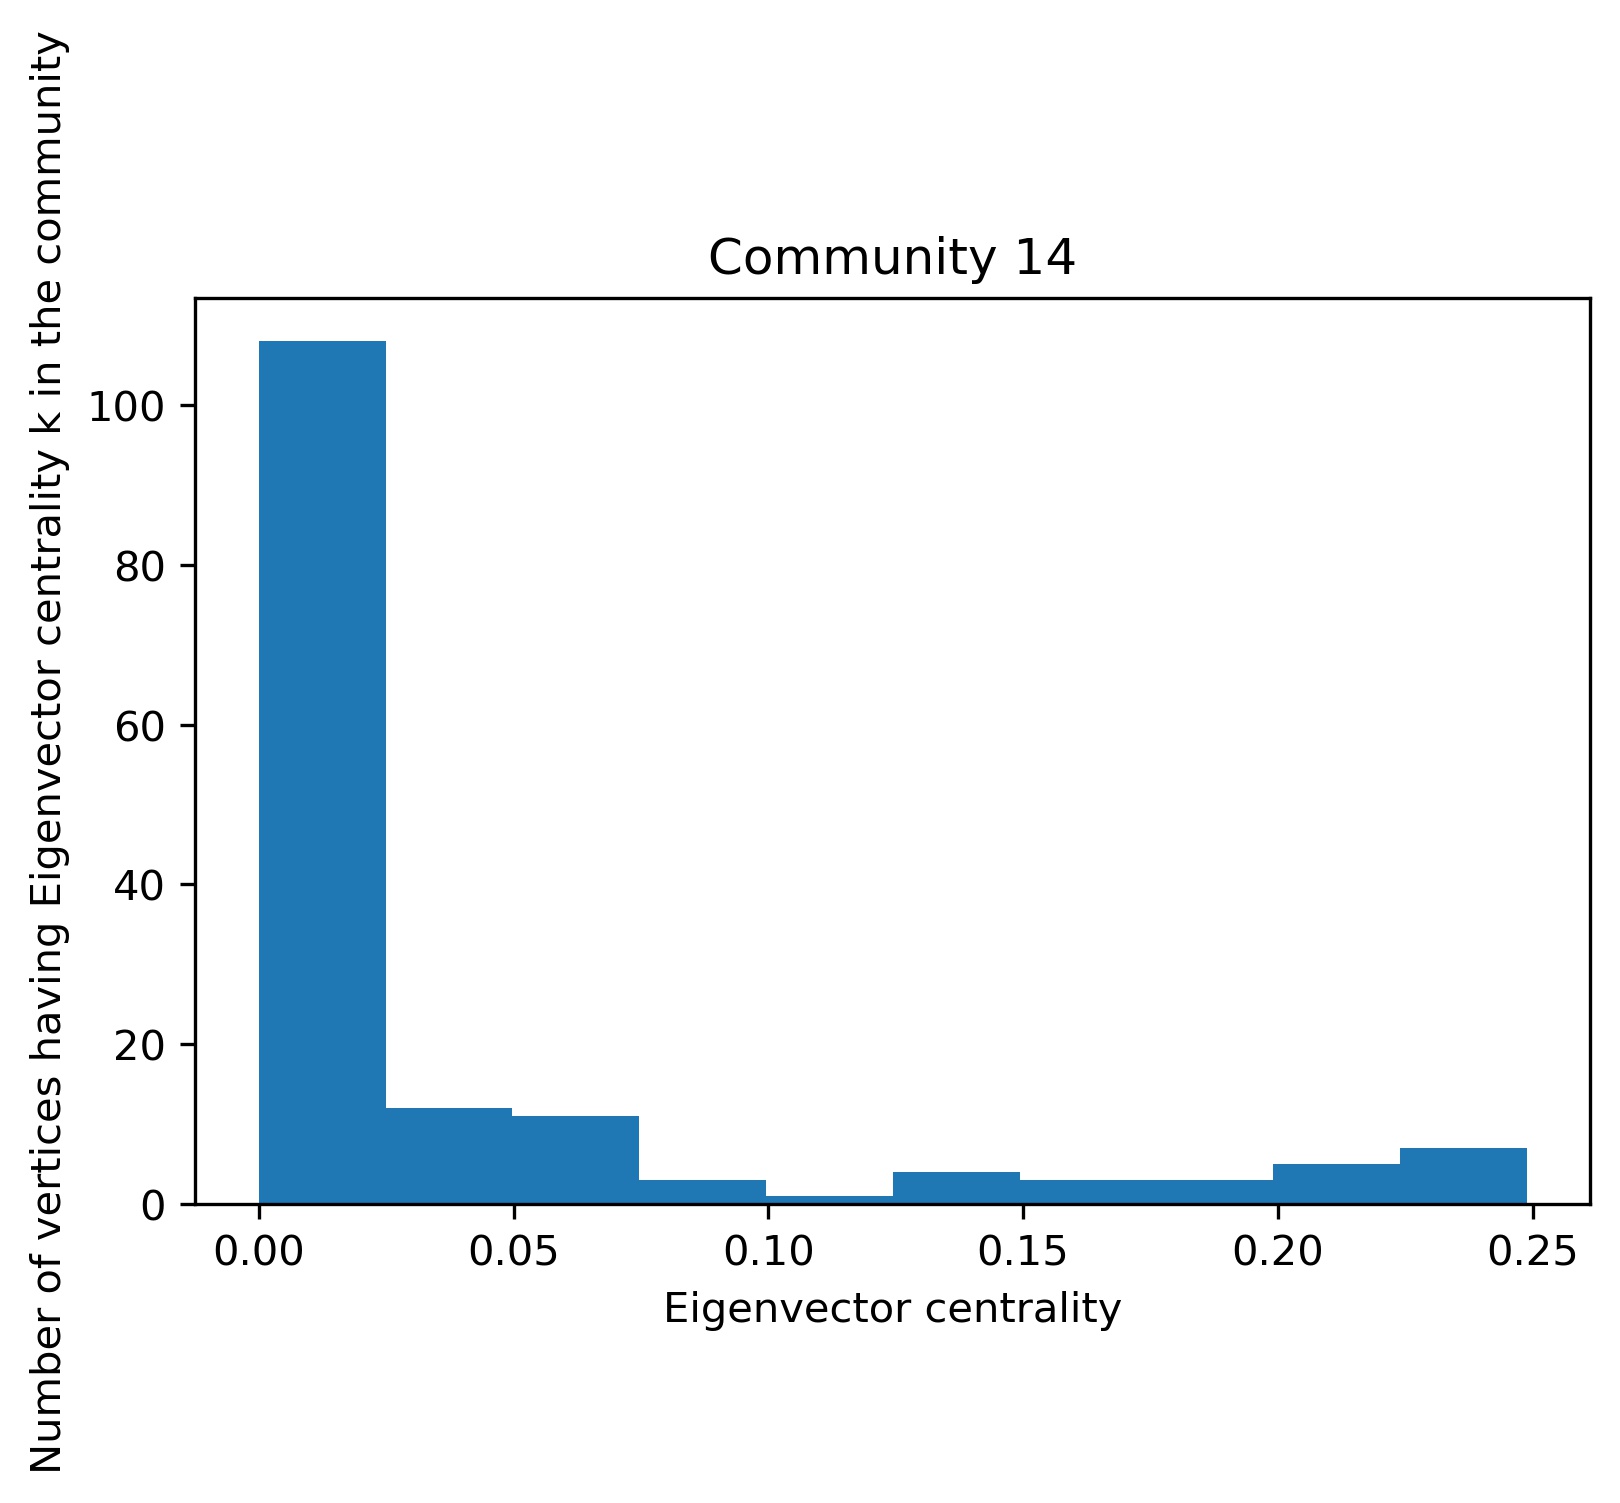 Community 14
Number of vertices having Eigenvector centrality k in the community
100
80
60
40
20
0
0.00 0.05 0.10 0.15 0.20 0.25
Eigenvector centrality